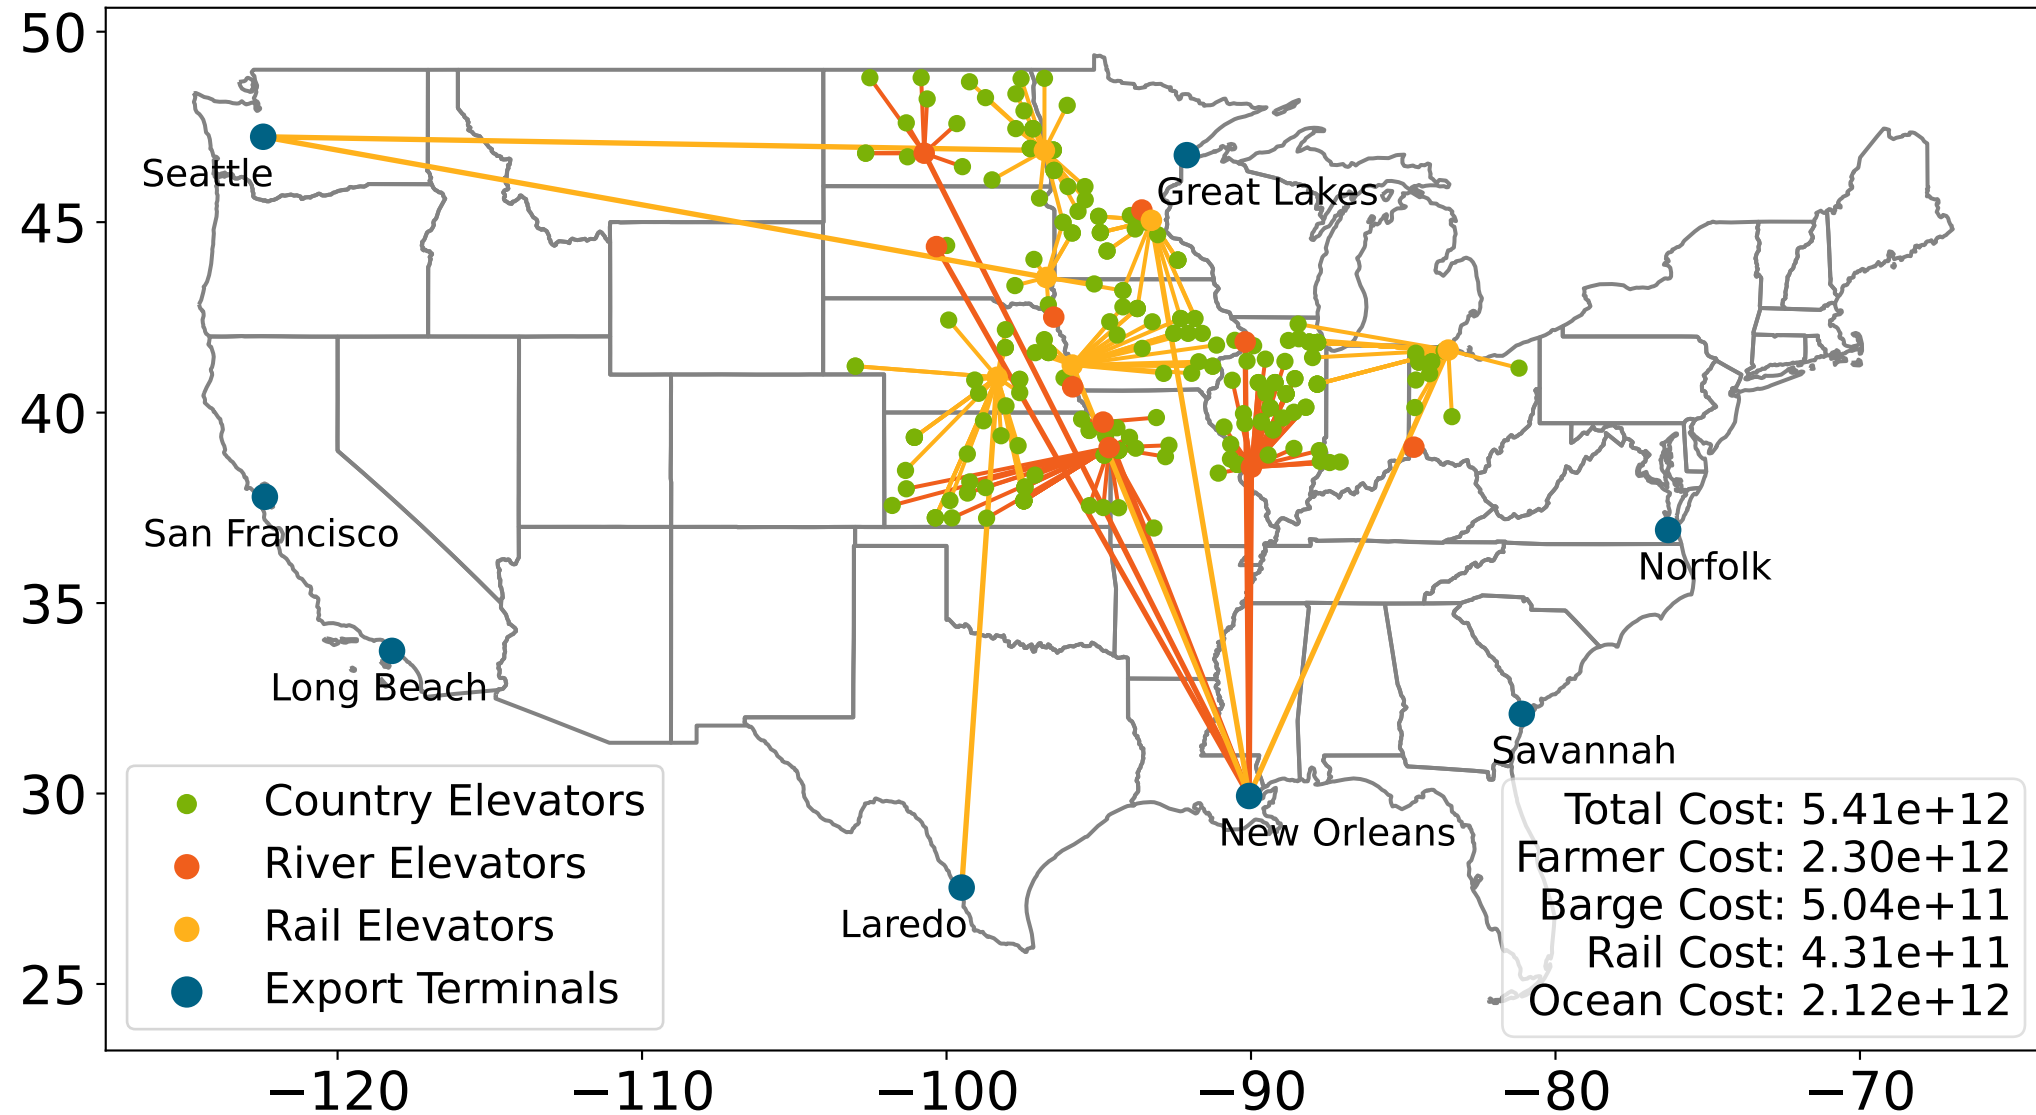 50
45
40
35
30
25
−120
−110
−100
−90
−80
−70
Seattle
Great Lakes
San Francisco
Norfolk
Long Beach
Savannah
New Orleans
Laredo
Country Elevators
River Elevators
Rail Elevators
Export Terminals
Total Cost: 5.41e+12
Farmer Cost: 2.30e+12
Barge Cost: 5.04e+11
Rail Cost: 4.31e+11
Ocean Cost: 2.12e+12